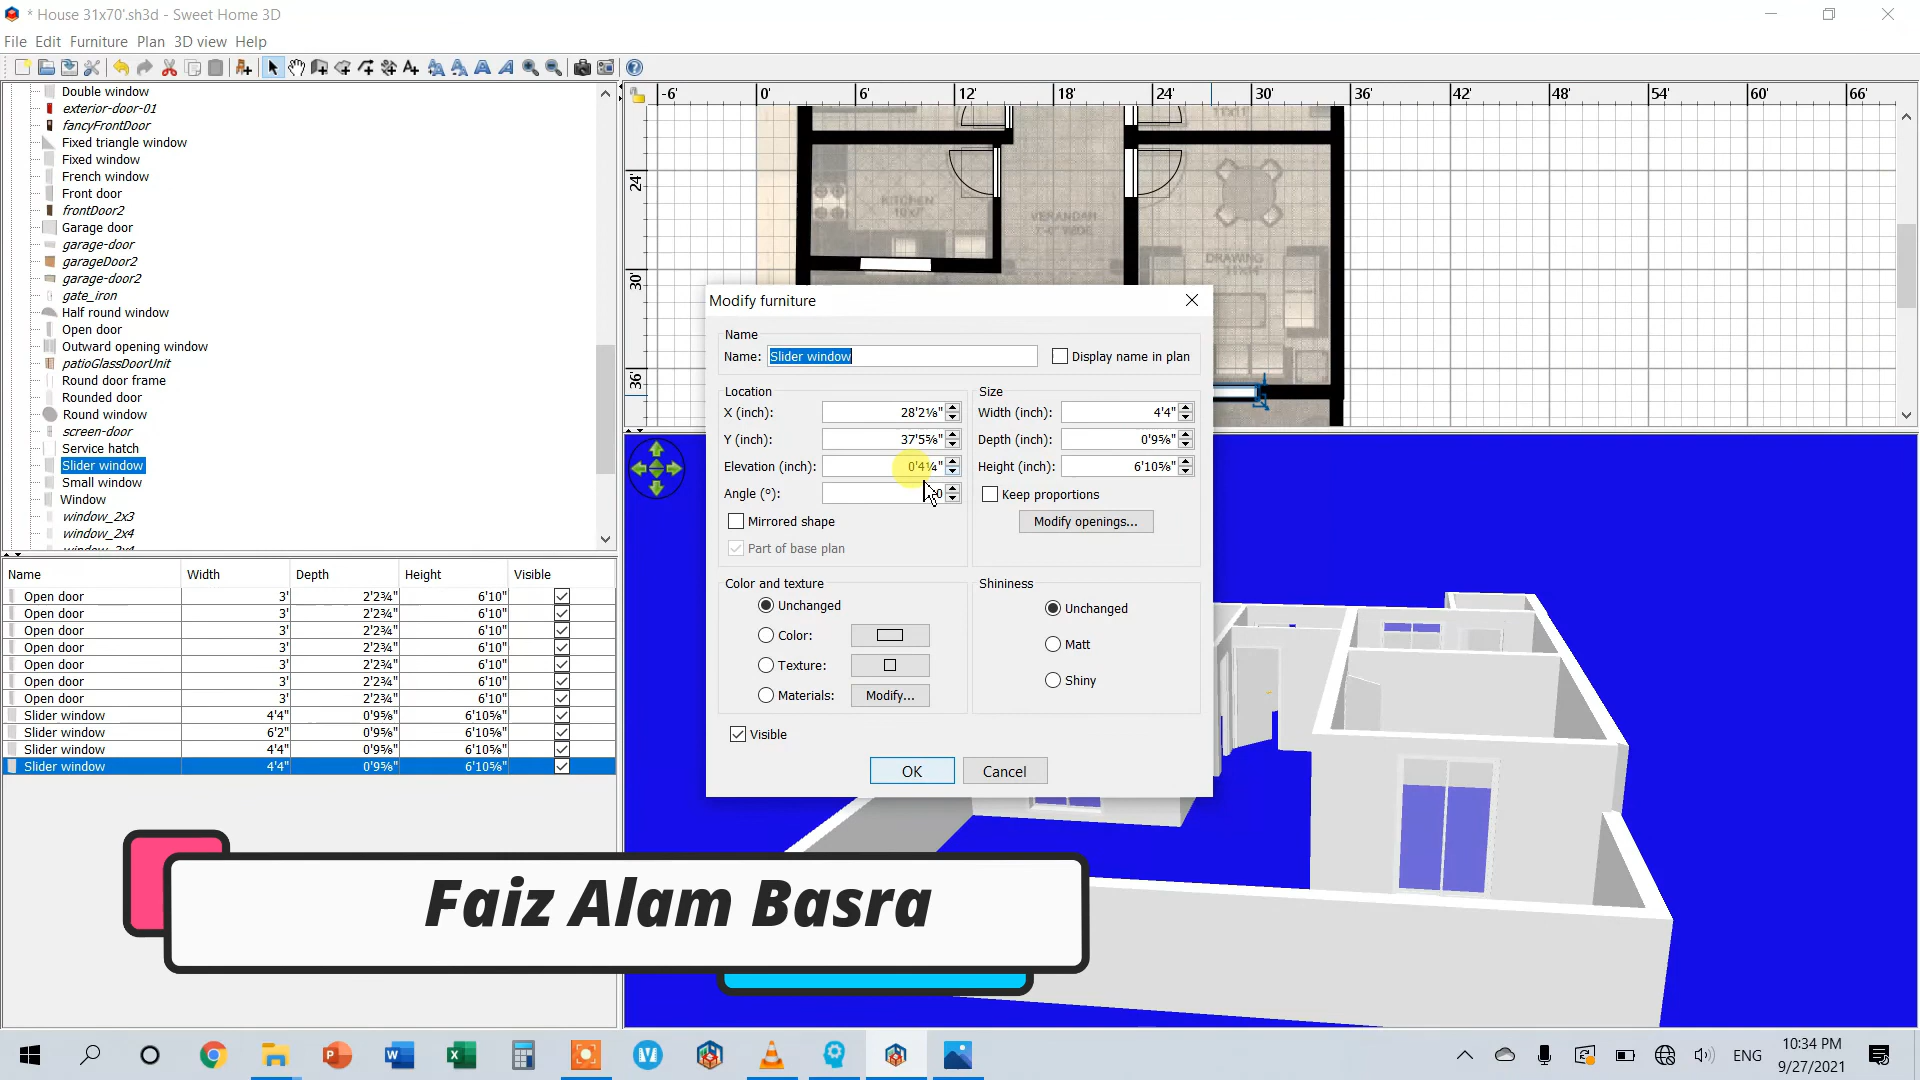 * House 31x70'.sh3d - Sweet Home 3D
File Edit Furniture Plan 3D view Help
Double window
exterior-door-01
fancyFrontDoor
Fixed triangle window
Fixed window
French window
Front door
frontDoor2
Garage door
garage-door
garageDoor2
garage-door2
gate_iron
Half round window
Open door
Outward opening window
patioGlassDoorUnit
Round door frame
Rounded door
Round window
screen-door
Service hatch
Slider window
Small window
Window
window_2x3
window_2x4
window_2x4
-6' 0' 6' 12' 18' 24' 30' 36' 42' 48' 54' 60' 66'
24'
30'
36'
KITCHEN
10'X7'
VERANDAH
7'-6" WIDE
DRAWING
11'X14'
Modify furniture
Name
Name: Slider window Display name in plan
Location
X (inch): 28'2⅛"
Y (inch): 37'5⅝"
Elevation (inch): 0'4¼"
Angle (º): 0
Mirrored shape
Part of base plan
Size
Width (inch): 4'4"
Depth (inch): 0'9⅝"
Height (inch): 6'10⅝"
Keep proportions
Modify openings...
Color and texture
Unchanged
Color:
Texture:
Materials: Modify...
Shininess
Unchanged
Matt
Shiny
Visible
OK Cancel
Name Width Depth Height Visible
Open door 3' 2'2¾" 6'10"
Open door 3' 2'2¾" 6'10"
Open door 3' 2'2¾" 6'10"
Open door 3' 2'2¾" 6'10"
Open door 3' 2'2¾" 6'10"
Open door 3' 2'2¾" 6'10"
Open door 3' 2'2¾" 6'10"
Slider window 4'4" 0'9⅝" 6'10⅝"
Slider window 6'2" 0'9⅝" 6'10⅝"
Slider window 4'4" 0'9⅝" 6'10⅝"
Slider window 4'4" 0'9⅝" 6'10⅝"
Faiz Alam Basra
ENG
10:34 PM
9/27/2021